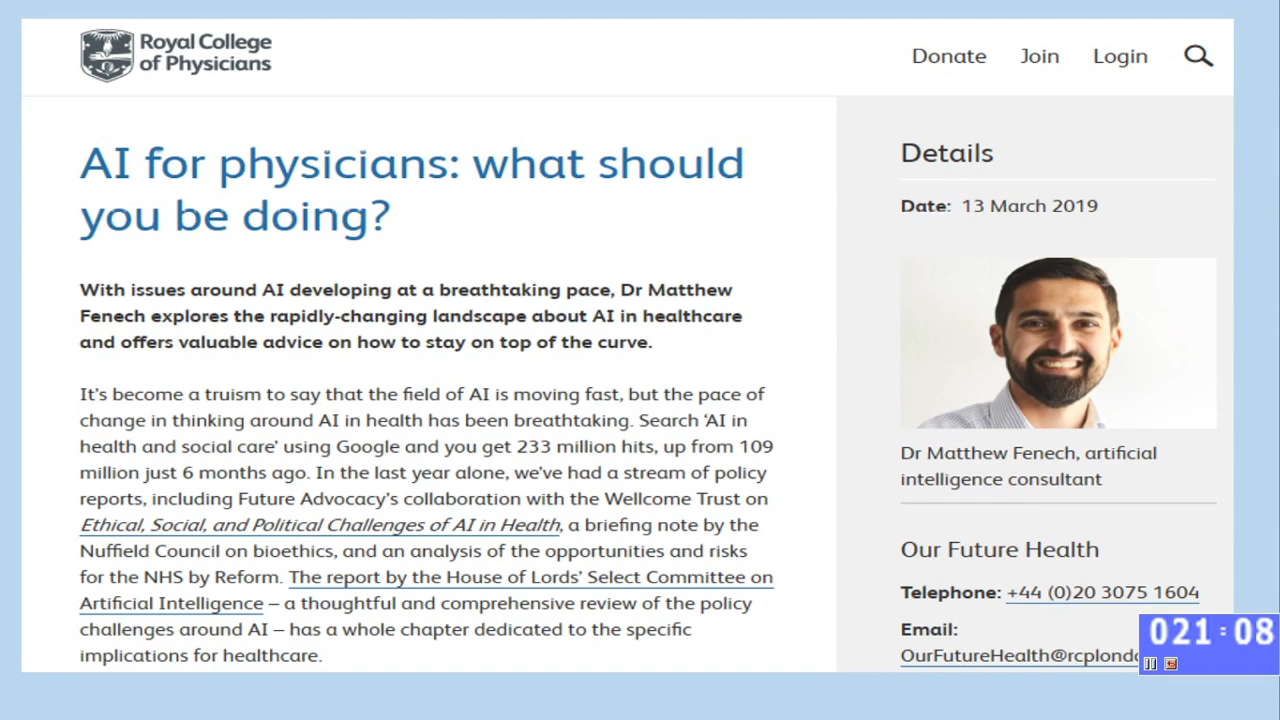 Royal College
of Physicians
Donate Join Login
AI for physicians: what should
you be doing?
With issues around AI developing at a breathtaking pace, Dr Matthew
Fenech explores the rapidly-changing landscape about AI in healthcare
and offers valuable advice on how to stay on top of the curve.
It's become a truism to say that the field of AI is moving fast, but the pace of
change in thinking around AI in health has been breathtaking. Search ‘AI in
health and social care’ using Google and you get 233 million hits, up from 109
million just 6 months ago. In the last year alone, we've had a stream of policy
reports, including Future Advocacy's collaboration with the Wellcome Trust on
Ethical, Social, and Political Challenges of AI in Health, a briefing note by the
Nuffield Council on bioethics, and an analysis of the opportunities and risks
for the NHS by Reform. The report by the House of Lords' Select Committee on
Artificial Intelligence – a thoughtful and comprehensive review of the policy
challenges around AI – has a whole chapter dedicated to the specific
implications for healthcare.
Details
Date: 13 March 2019
Dr Matthew Fenech, artificial
intelligence consultant
Our Future Health
Telephone: +44 (0)20 3075 1604
Email:
OurFutureHealth@rcplond
021:08